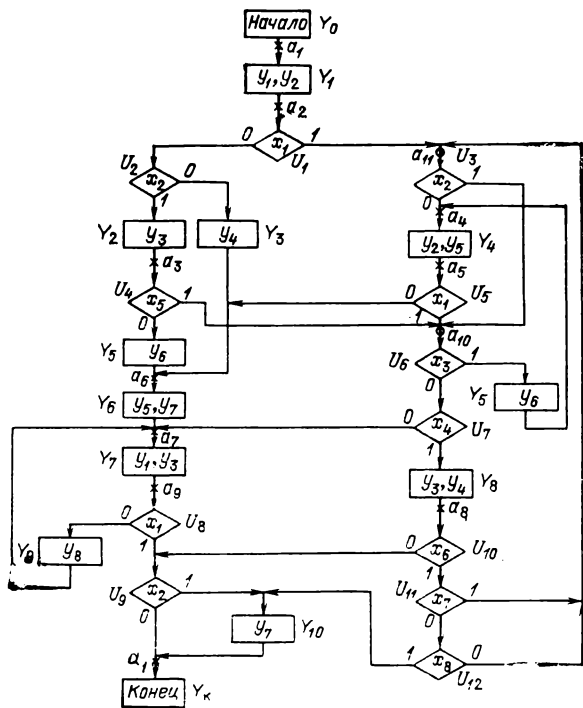 Начало Y₀
a₁
y₁, y₂ Y₁
a₂
0 x₁ 1
U₁
U₂ x₂ 0
1
a₁₁ U₃
x₂ 1
0
a₄
Y₂ y₃
y₄ Y₃
y₂, y₅ Y₄
a₃
a₅
U₄ x₅ 1
0
0 x₁ U₅
1
a₁₀
Y₅ y₆
U₆ x₃ 1
0
a₆
Y₅ y₆
Y₆ y₅, y₇
0 x₄ U₇
1
a₇
Y₇ y₁, y₃
y₃, y₄ Y₈
a₉
a₈
0 x₁ U₈
1
0 x₆ U₁₀
1
Y₉ y₈
U₉ x₂ 1
0
U₁₁ x₇ 1
0
y₇ Y₁₀
1 x₈ 0
U₁₂
a₁
Конец Yₖ